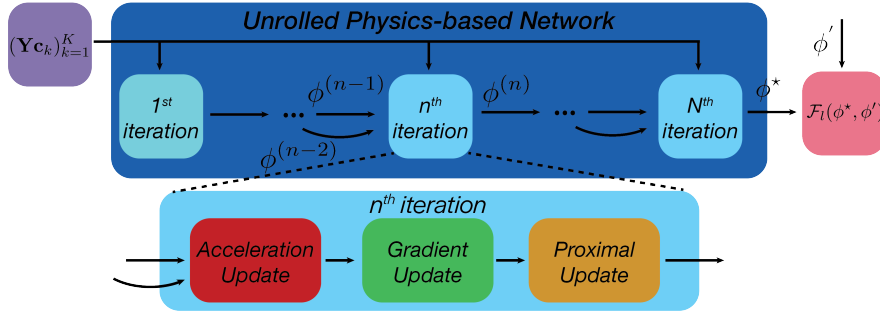 Unrolled Physics-based Network
(Yc_k)_{k=1}^{K}
ϕ'
1st
iteration
...
ϕ^(n-1)
nth
iteration
ϕ^(n)
...
Nth
iteration
ϕ*
F_l(ϕ*, ϕ')
ϕ^(n-2)
nth iteration
Acceleration
Update
Gradient
Update
Proximal
Update